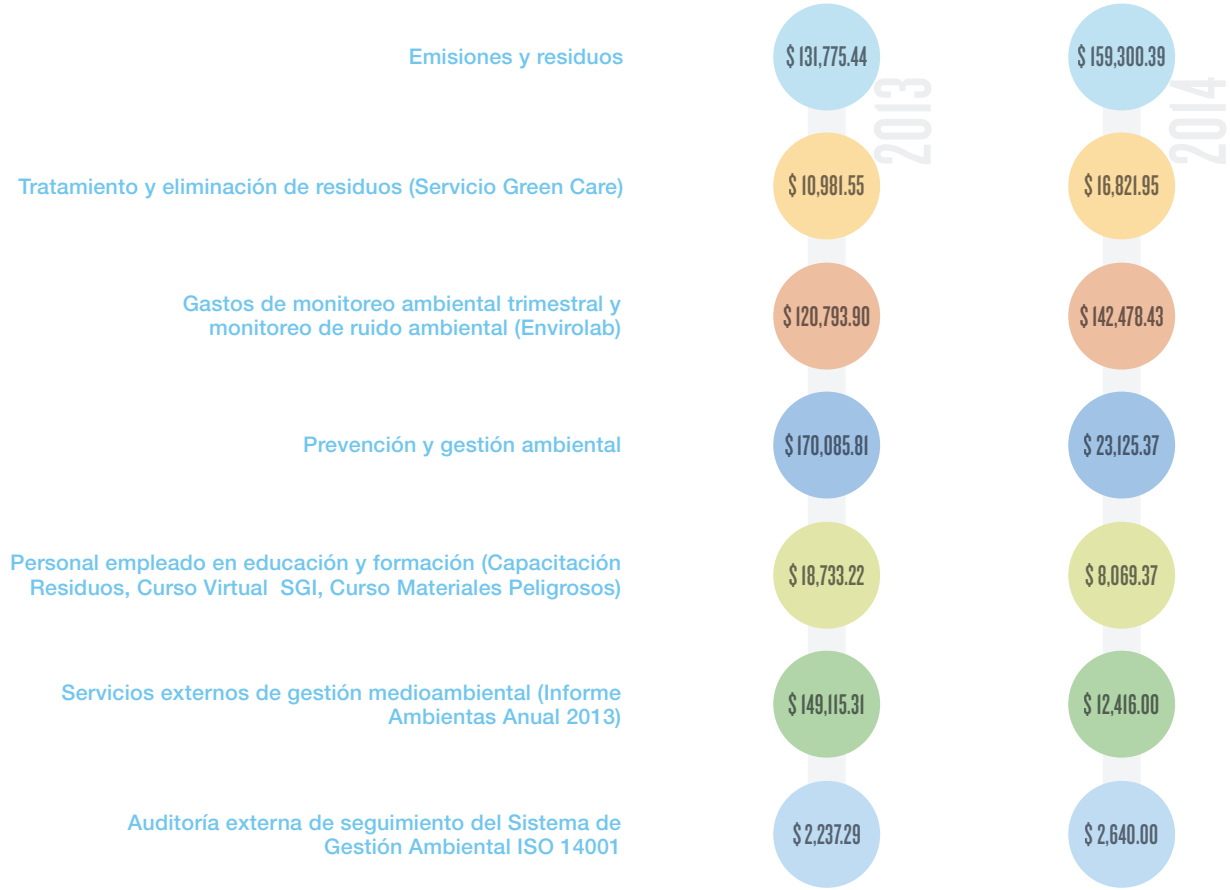 Emisiones y residuos $ 131,775.44 $ 159,300.39
2013 2014
Tratamiento y eliminación de residuos (Servicio Green Care) $ 10,981.55 $ 16,821.95
Gastos de monitoreo ambiental trimestral y
monitoreo de ruido ambiental (Envirolab) $ 120,793.90 $ 142,478.43
Prevención y gestión ambiental $ 170,085.81 $ 23,125.37
Personal empleado en educación y formación (Capacitación
Residuos, Curso Virtual SGI, Curso Materiales Peligrosos) $ 18,733.22 $ 8,069.37
Servicios externos de gestión medioambiental (Informe
Ambientas Anual 2013) $ 149,115.31 $ 12,416.00
Auditoría externa de seguimiento del Sistema de
Gestión Ambiental ISO 14001 $ 2,237.29 $ 2,640.00